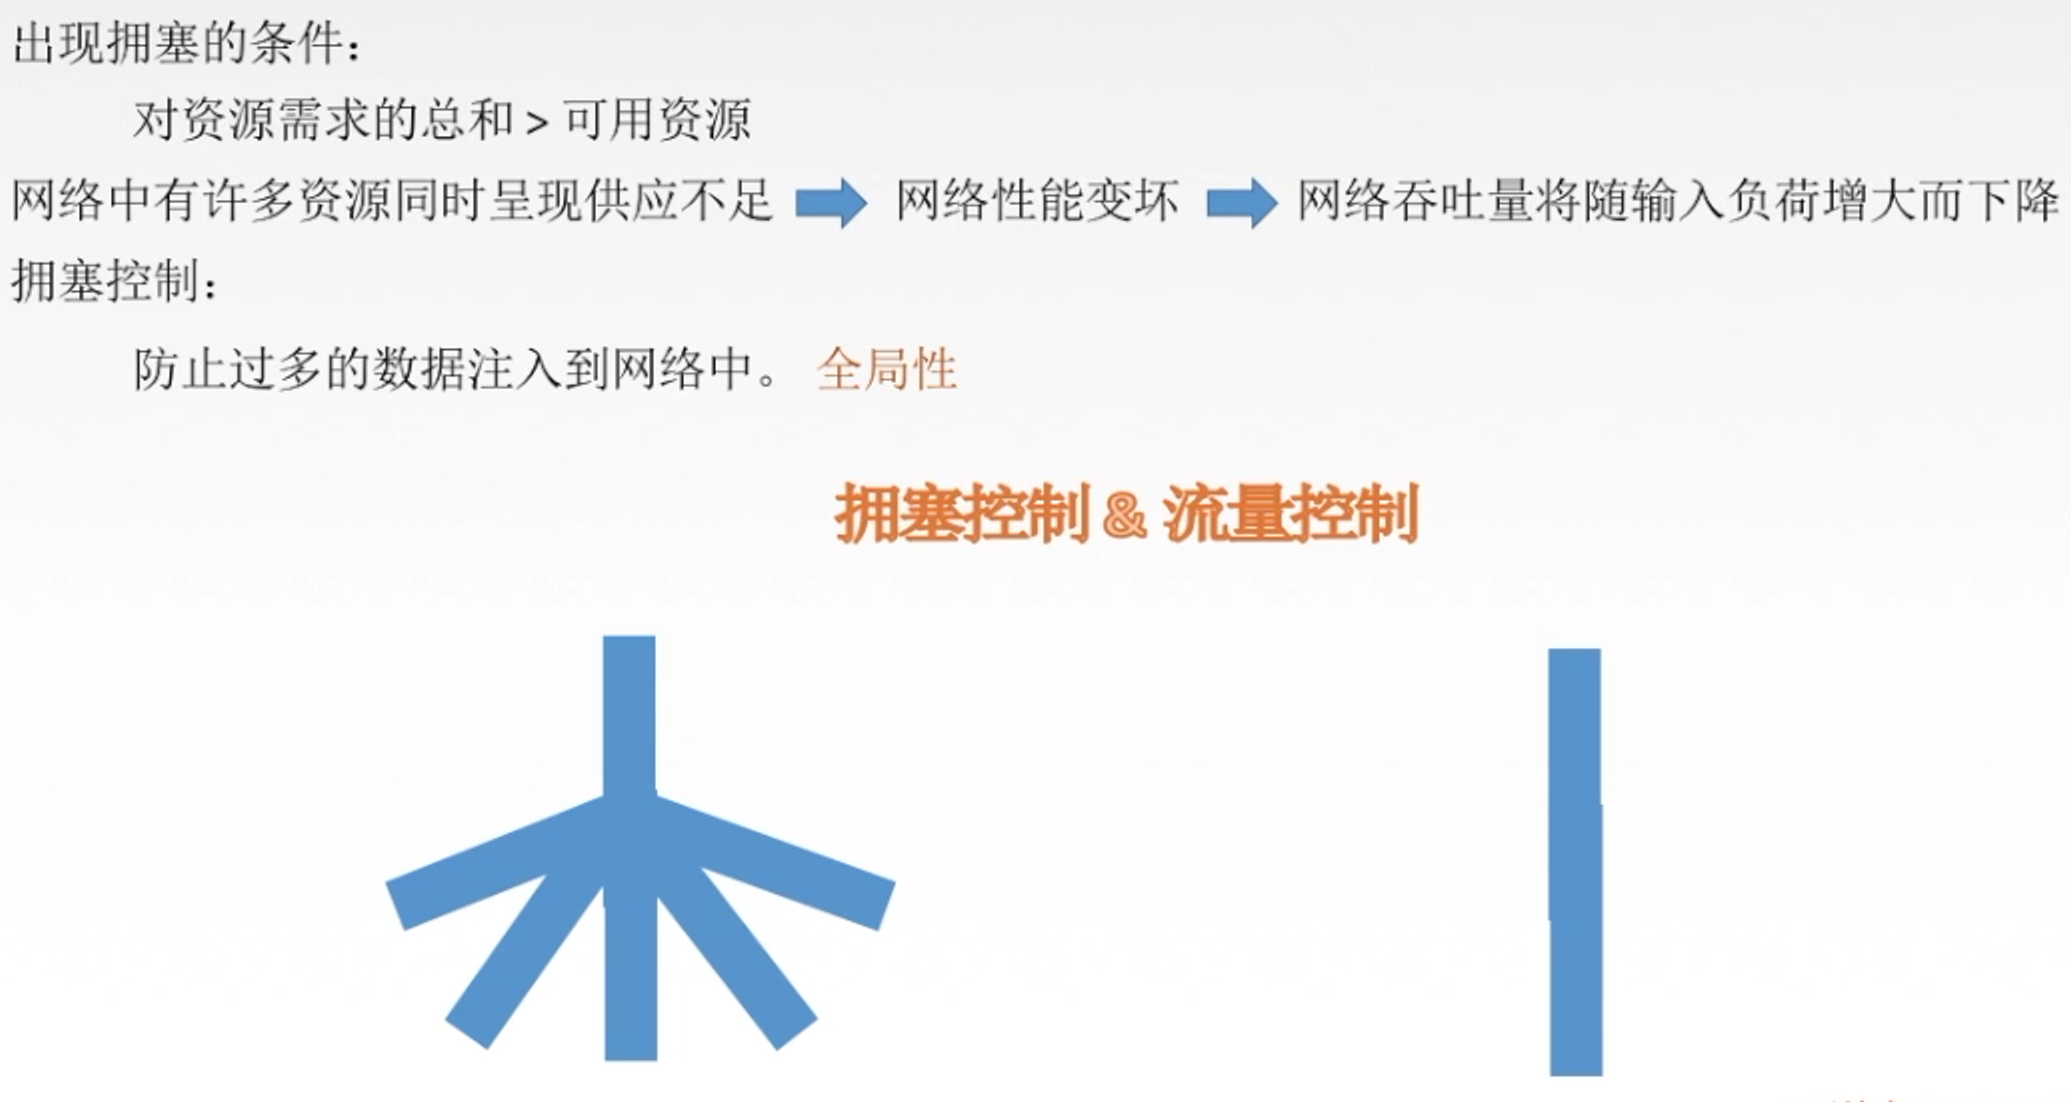 出现拥塞的条件：
对资源需求的总和 > 可用资源
网络中有许多资源同时呈现供应不足 网络性能变坏 网络吞吐量将随输入负荷增大而下降
拥塞控制：
防止过多的数据注入到网络中。 全局性
拥塞控制 & 流量控制